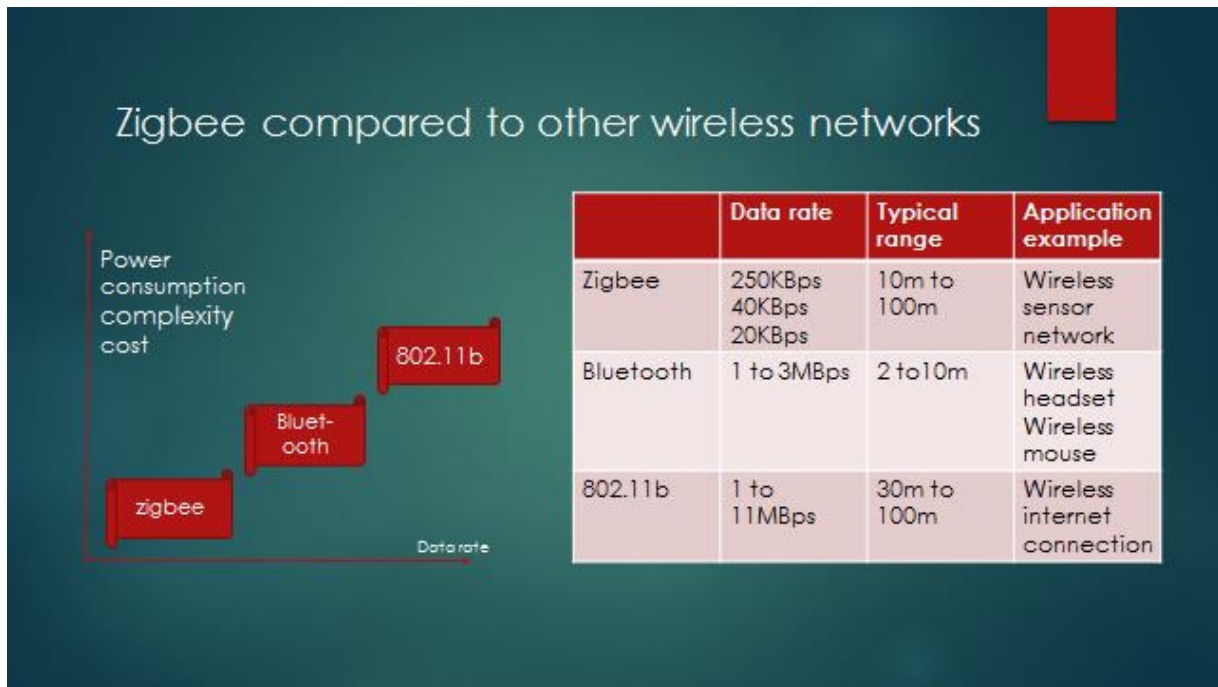 Zigbee compared to other wireless networks
Power
consumption
complexity
cost
802.11b
Bluet-
ooth
zigbee
Data rate
Data rate
Typical
range
Application
example
Zigbee
250KBps
40KBps
20KBps
10m to
100m
Wireless
sensor
network
Bluetooth
1 to 3MBps
2 to10m
Wireless
headset
Wireless
mouse
802.11b
1 to
11MBps
30m to
100m
Wireless
internet
connection